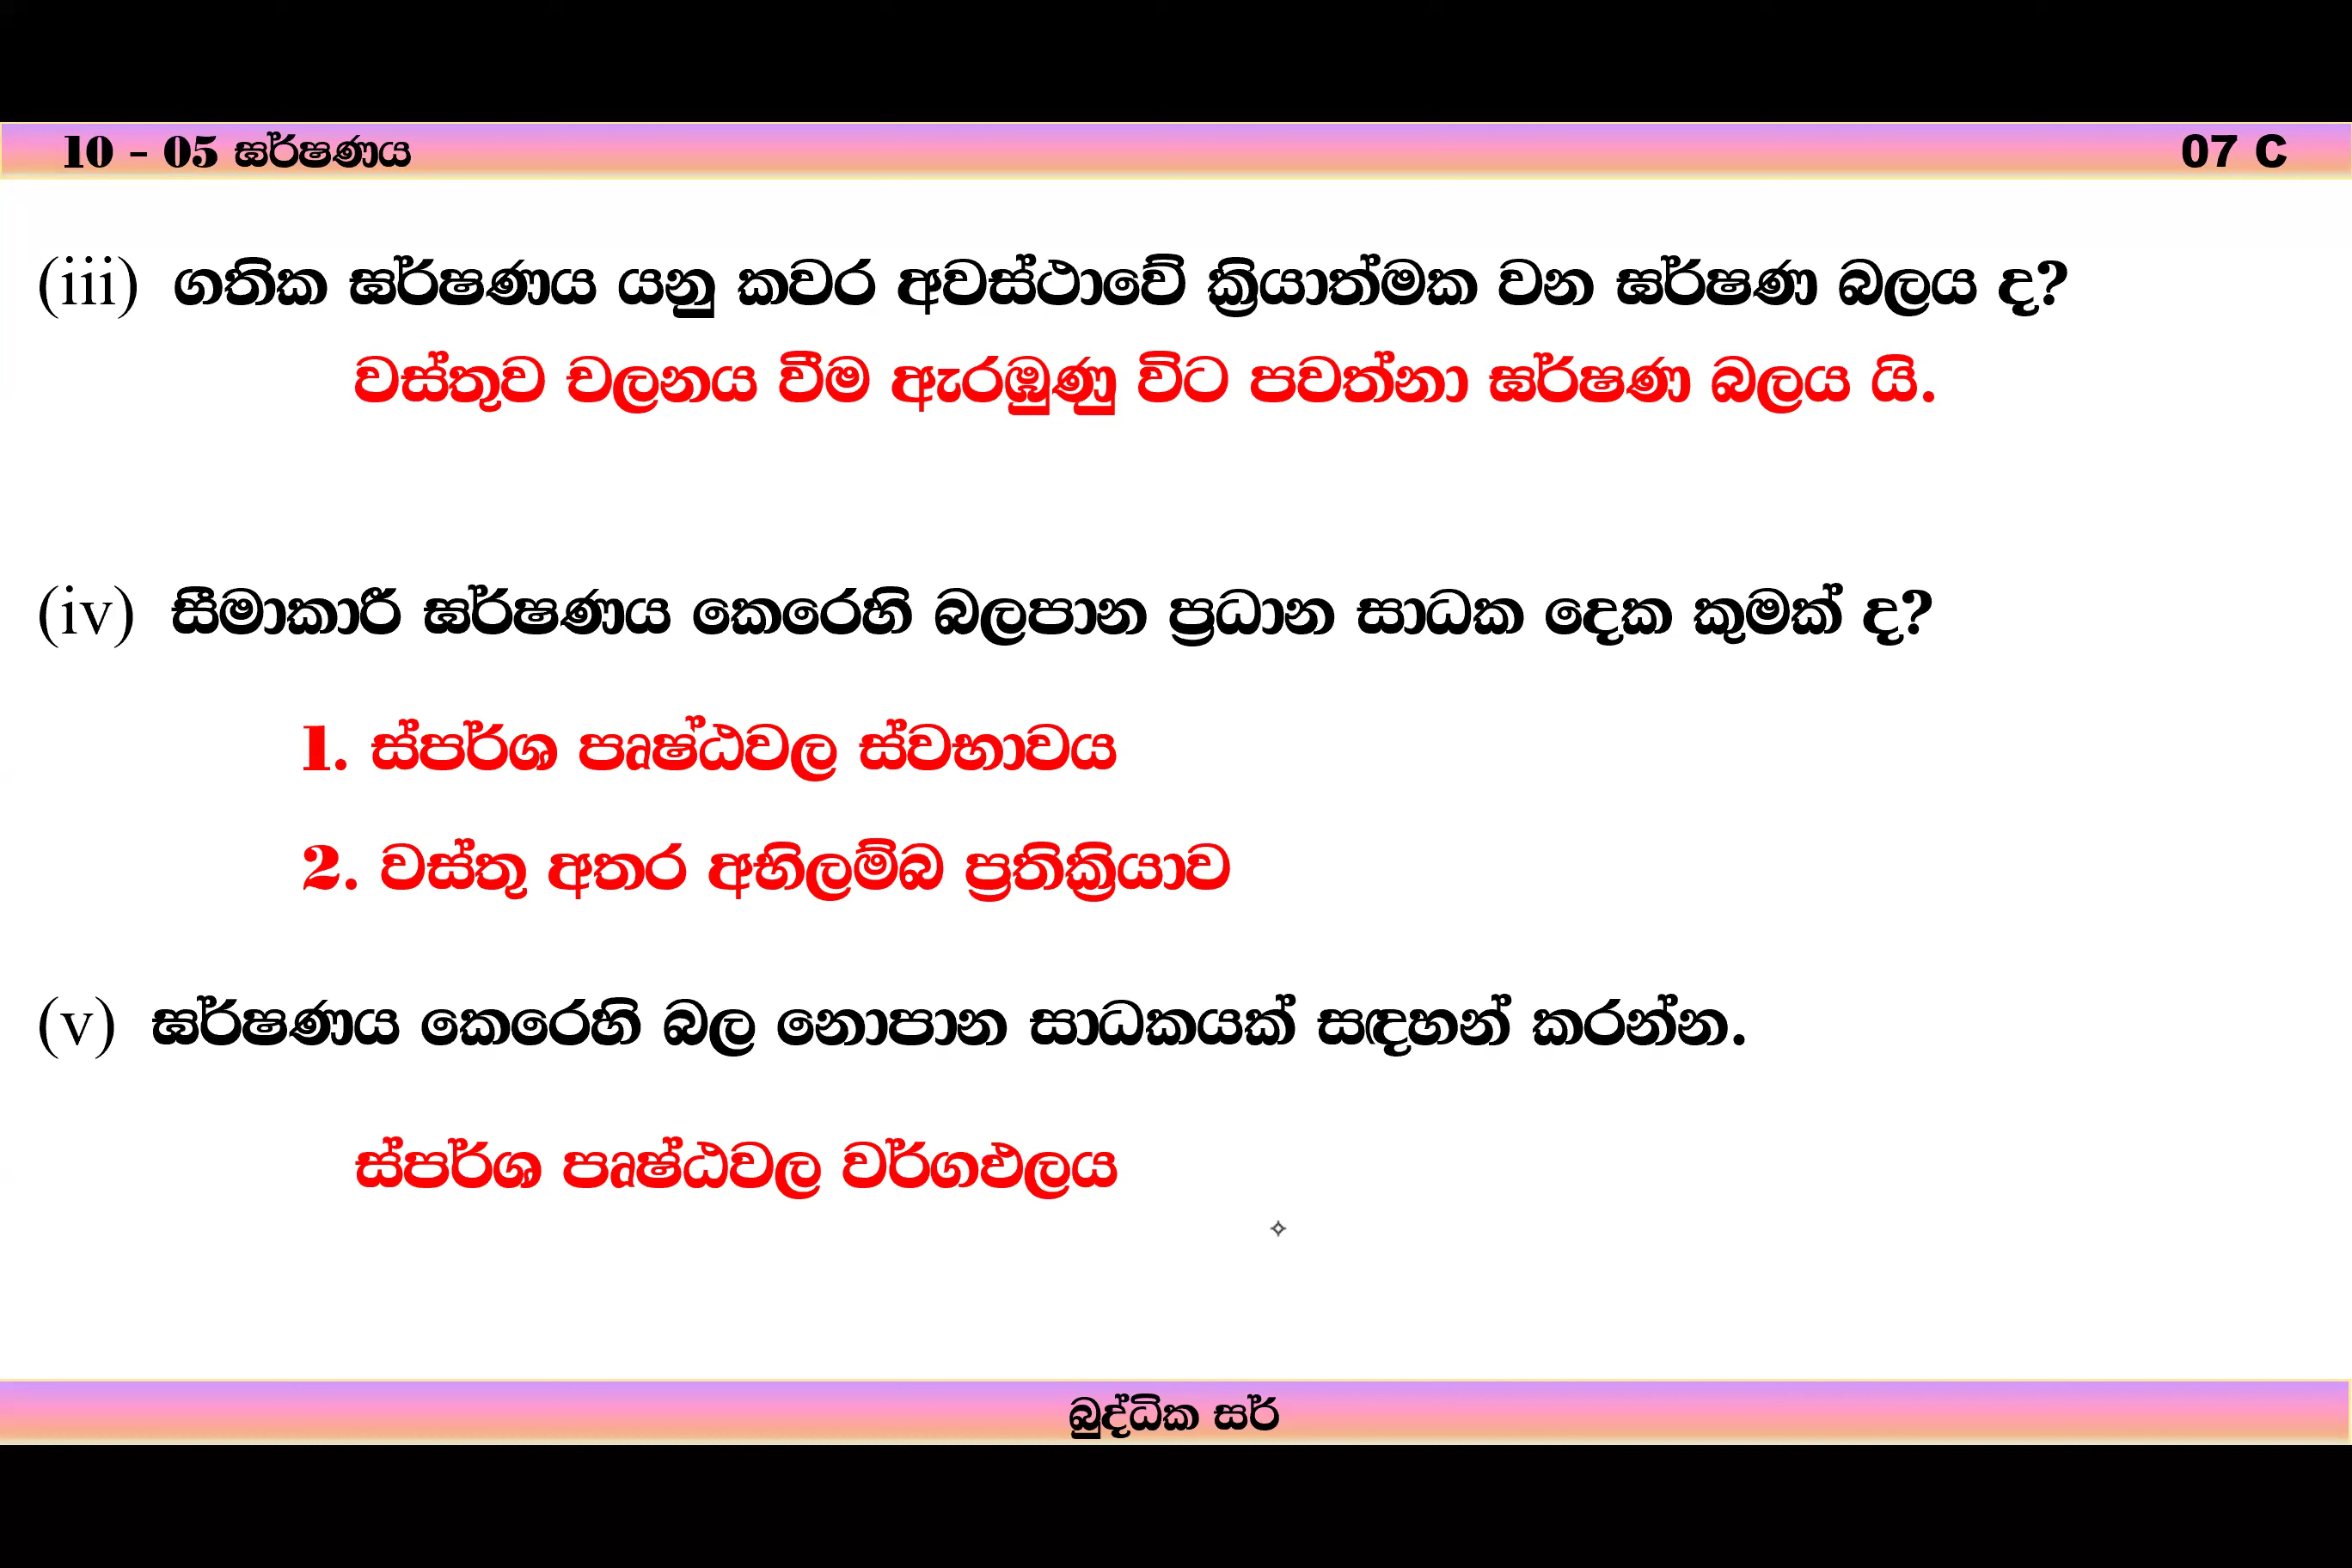 10 - 05 ඝර්ෂණය
07 C
(iii) ගතික ඝර්ෂණය යනු කවර අවස්ථාවේ ක්‍රියාත්මක වන ඝර්ෂණ බලය ද?
වස්තුව චලනය වීම ඇරඹුණු විට පවත්නා ඝර්ෂණ බලය යි.
(iv) සීමාකාරී ඝර්ෂණය කෙරෙහි බලපාන ප්‍රධාන සාධක දෙක කුමක් ද?
1. ස්පර්ශ පෘෂ්ඨවල ස්වභාවය
2. වස්තු අතර අභිලම්බ ප්‍රතික්‍රියාව
(v) ඝර්ෂණය කෙරෙහි බල නොපාන සාධකයක් සඳහන් කරන්න.
ස්පර්ශ පෘෂ්ඨවල වර්ගඵලය
බුද්ධික සර්